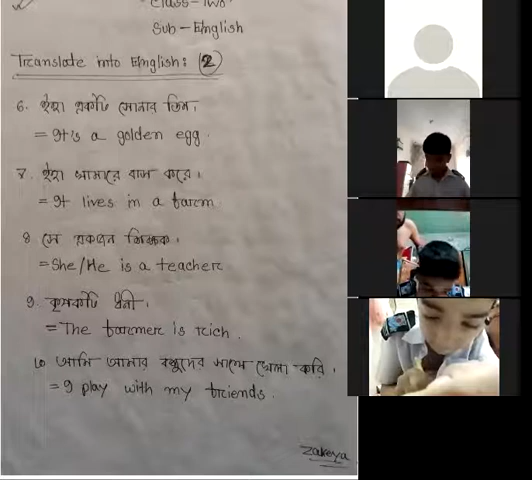 Class-Two
Sub-English
Translate into English: (2)
6. ইহা একটি সোনার ডিম।
= It's a golden egg.
7. ইহা খামারে বাস করে।
= It lives in a farm
8 সে একজন শিক্ষক।
= She/He is a teacher.
9. কৃষকটি ধনী।
= The farmer is rich.
10 আমি আমার বন্ধুদের সাথে খেলা করি।
= I play with my friends.
Zakeya